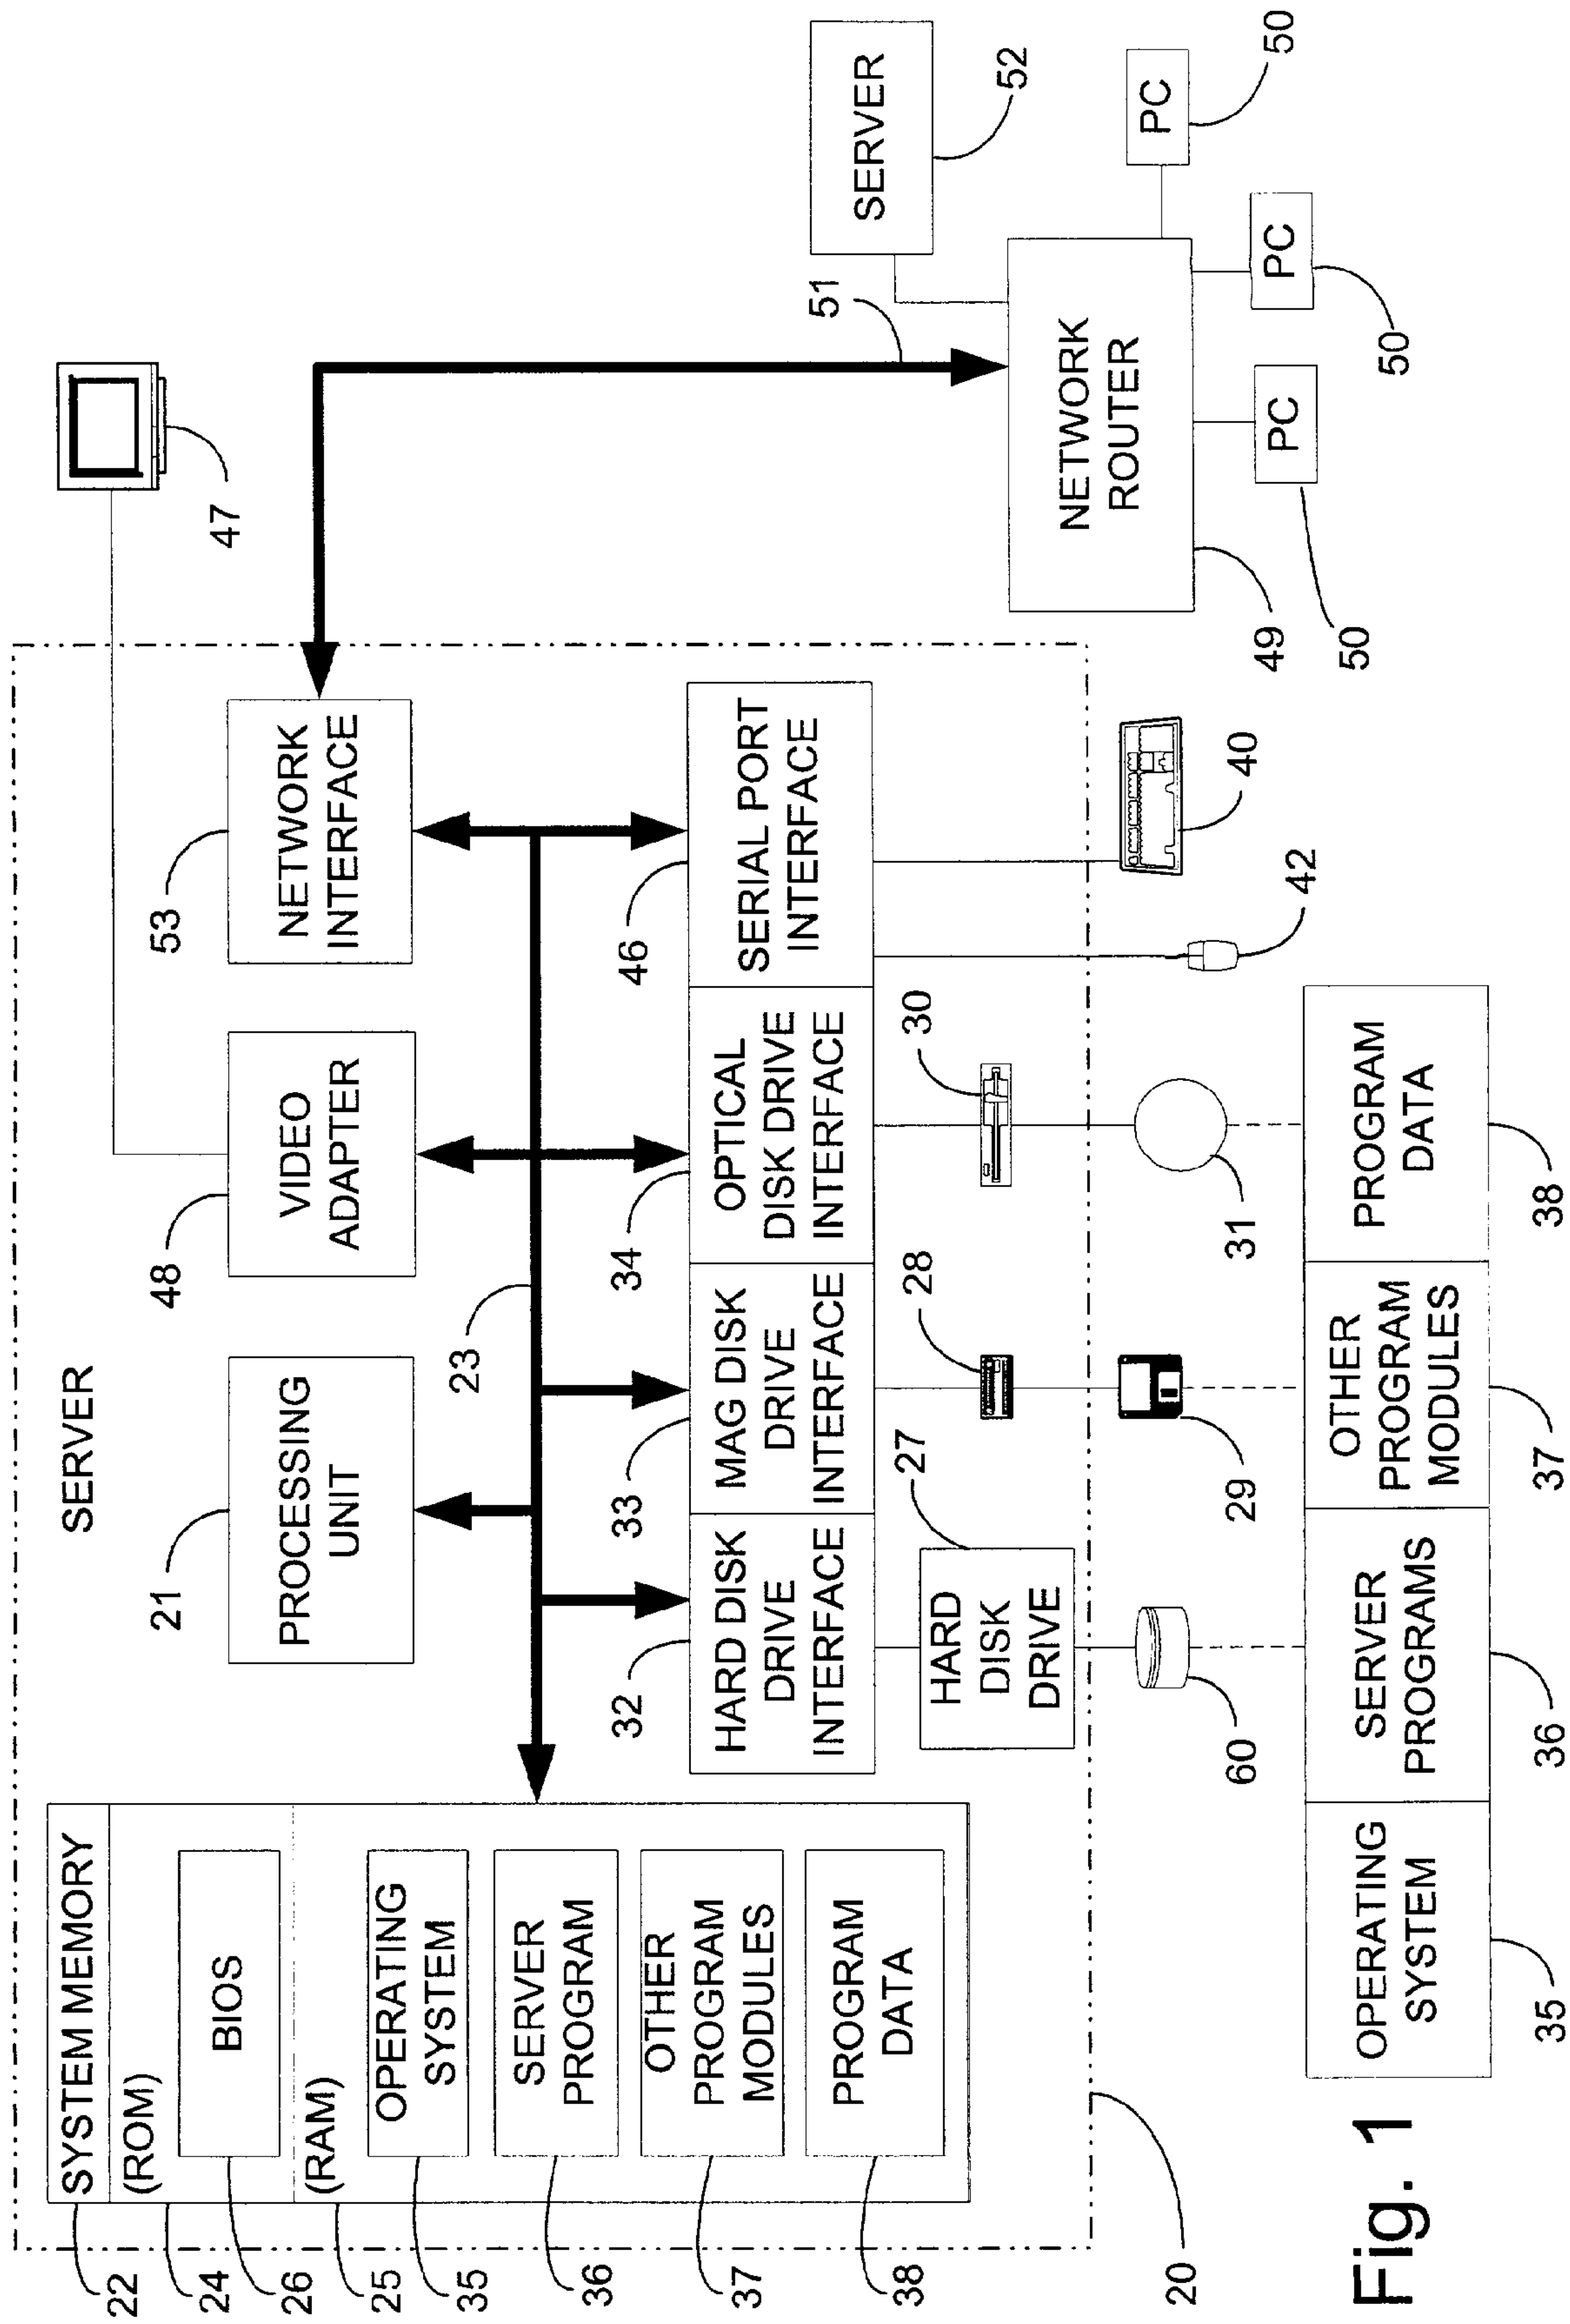 SERVER
22
SYSTEM MEMORY
24
(ROM)
26
BIOS
25
(RAM)
35
OPERATING
SYSTEM
36
SERVER
PROGRAM
37
OTHER
PROGRAM
MODULES
38
PROGRAM
DATA
20
21
PROCESSING
UNIT
48
VIDEO
ADAPTER
53
NETWORK
INTERFACE
47
23
32
HARD DISK
DRIVE
INTERFACE
33
MAG DISK
DRIVE
INTERFACE
34
OPTICAL
DISK DRIVE
INTERFACE
46
SERIAL PORT
INTERFACE
27
HARD
DISK
DRIVE
28
30
60
29
31
42
40
51
SERVER
52
NETWORK
ROUTER
49
PC
50
PC
50
PC
50
OPERATING
SYSTEM
35
SERVER
PROGRAMS
36
OTHER
PROGRAM
MODULES
37
PROGRAM
DATA
38
Fig. 1